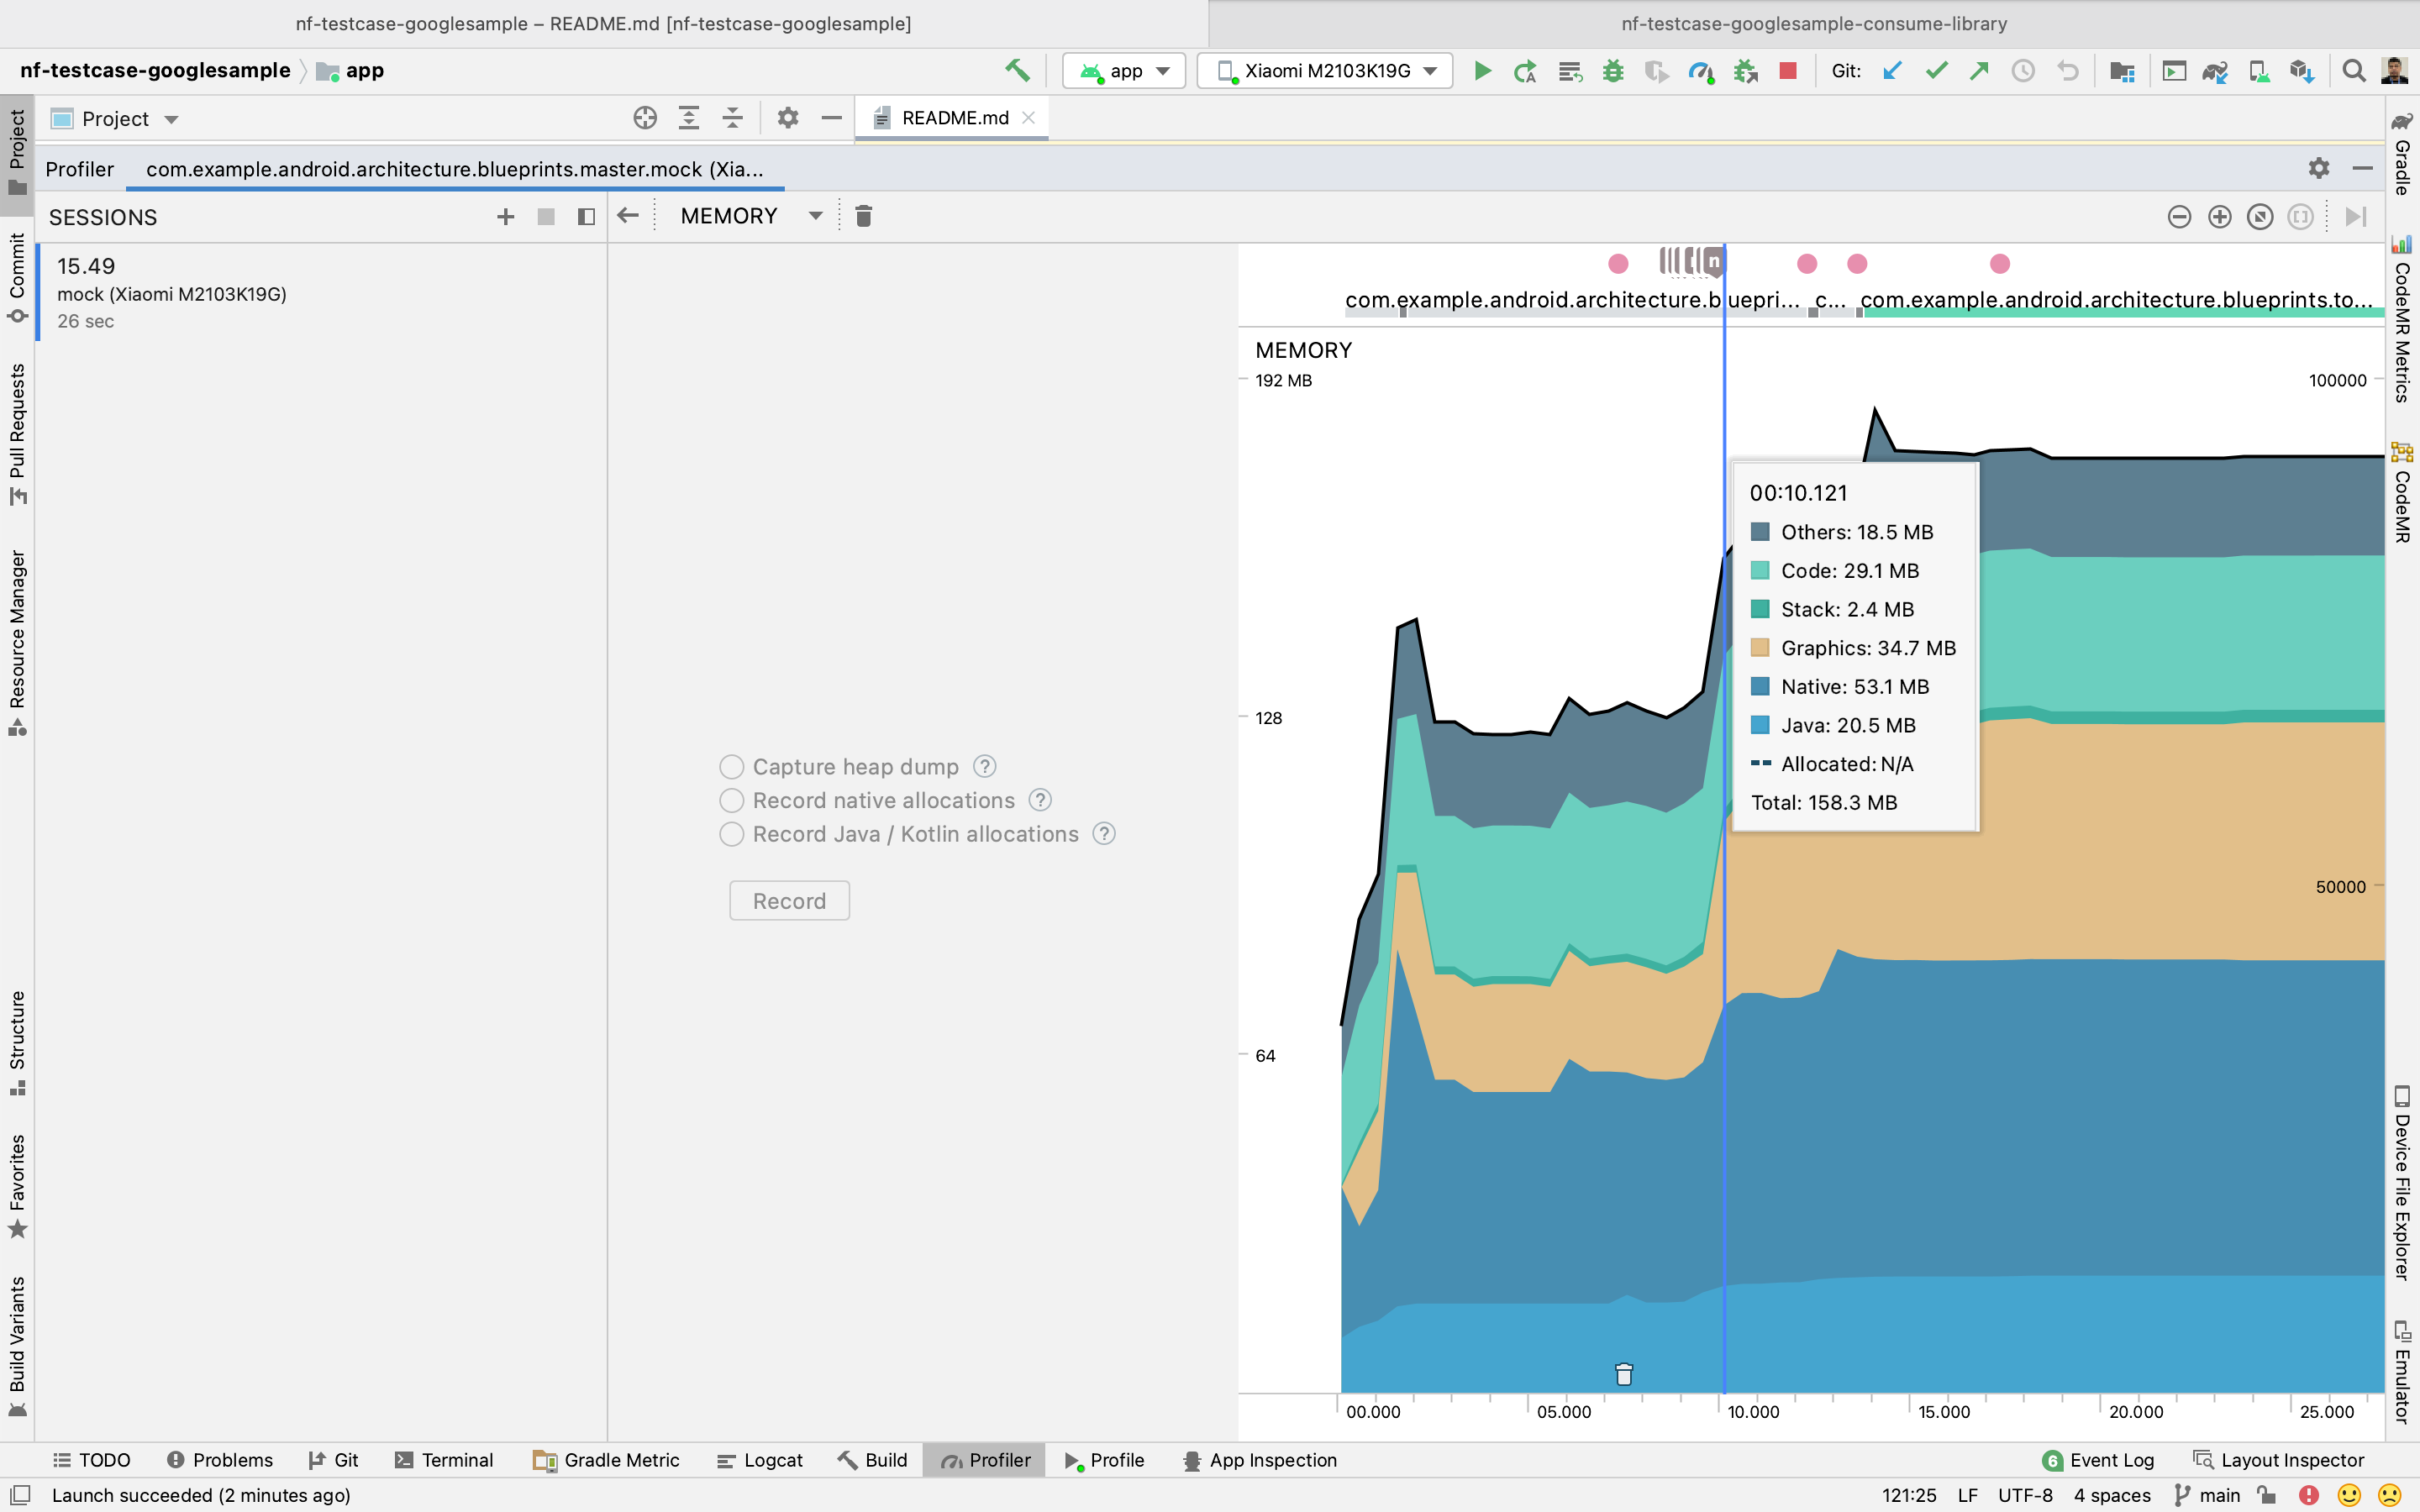 nf-testcase-googlesample – README.md [nf-testcase-googlesample]
nf-testcase-googlesample-consume-library
nf-testcase-googlesample
app
app
Xiaomi M2103K19G
Git:
Project
README.md
Profiler
com.example.android.architecture.blueprints.master.mock (Xia...
SESSIONS
MEMORY
15.49
mock (Xiaomi M2103K19G)
26 sec
n
com.example.android.architecture.bluepri...
c...
com.example.android.architecture.blueprints.to...
MEMORY
192 MB
100000
128
50000
64
00:10.121
Others: 18.5 MB
Code: 29.1 MB
Stack: 2.4 MB
Graphics: 34.7 MB
Native: 53.1 MB
Java: 20.5 MB
Allocated: N/A
Total: 158.3 MB
Capture heap dump ?
Record native allocations ?
Record Java / Kotlin allocations ?
Record
00.000
05.000
10.000
15.000
20.000
25.000
Project
Commit
Pull Requests
Resource Manager
Structure
Favorites
Build Variants
Gradle
CodeMR Metrics
CodeMR
Device File Explorer
Emulator
TODO
Problems
Git
Terminal
Gradle Metric
Logcat
Build
Profiler
Profile
App Inspection
6 Event Log
Layout Inspector
Launch succeeded (2 minutes ago)
121:25
LF
UTF-8
4 spaces
main